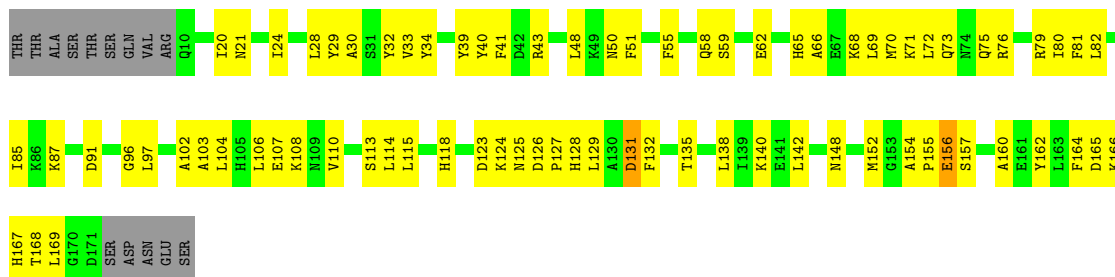 THR THR ALA SER THR SER GLN VAL ARG Q10 I20 N21 I24 L28 Y29 A30 S31 Y32 V33 Y34 Y39 Y40 F41 D42 R43 L48 K49 N50 F51 F55 Q58 S59 E62 H65 A66 E67 K68 L69 M70 K71 L72 Q73 N74 Q75 R76 R79 I80 F81 L82
I85 K86 K87 D91 G96 L97 A102 A103 L104 H105 L106 E107 K108 N109 V110 S113 L114 L115 H118 D123 K124 N125 D126 P127 H128 L129 A130 D131 F132 T135 L138 I139 K140 E141 L142 N148 M152 G153 A154 P155 E156 S157 A160 E161 Y162 L163 F164 D165 K166
H167 T168 L169 G170 D171 SER ASP ASN GLU SER